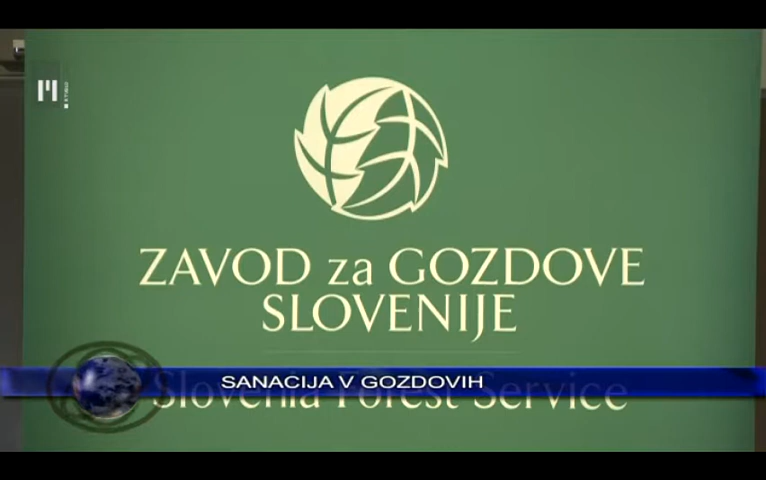 ZAVOD za GOZDOVE
SLOVENIJE
SANACIJA V GOZDOVIH
Slovenia Forest Service